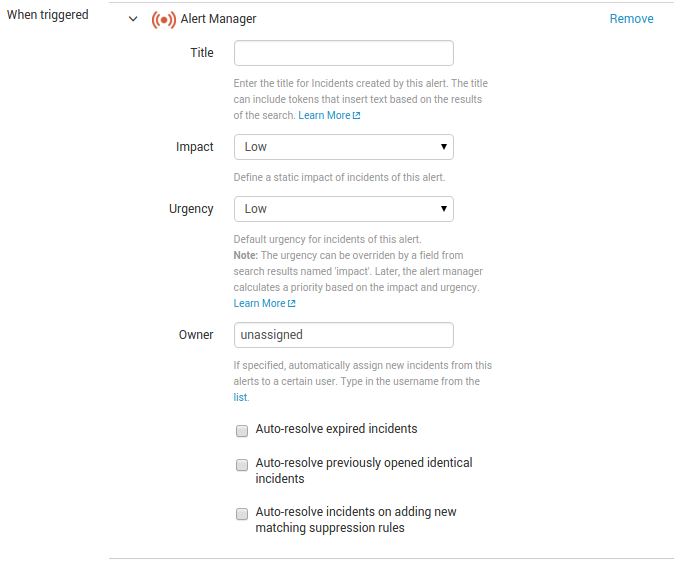 When triggered
Alert Manager
Remove
Title
Enter the title for Incidents created by this alert. The title
can include tokens that insert text based on the results
of the search. Learn More
Impact
Low
Define a static impact of incidents of this alert.
Urgency
Low
Default urgency for incidents of this alert.
Note: The urgency can be overriden by a field from
search results named 'impact'. Later, the alert manager
calculates a priority based on the impact and urgency.
Learn More
Owner
unassigned
If specified, automatically assign new incidents from this
alerts to a certain user. Type in the username from the
list.
Auto-resolve expired incidents
Auto-resolve previously opened identical
incidents
Auto-resolve incidents on adding new
matching suppression rules